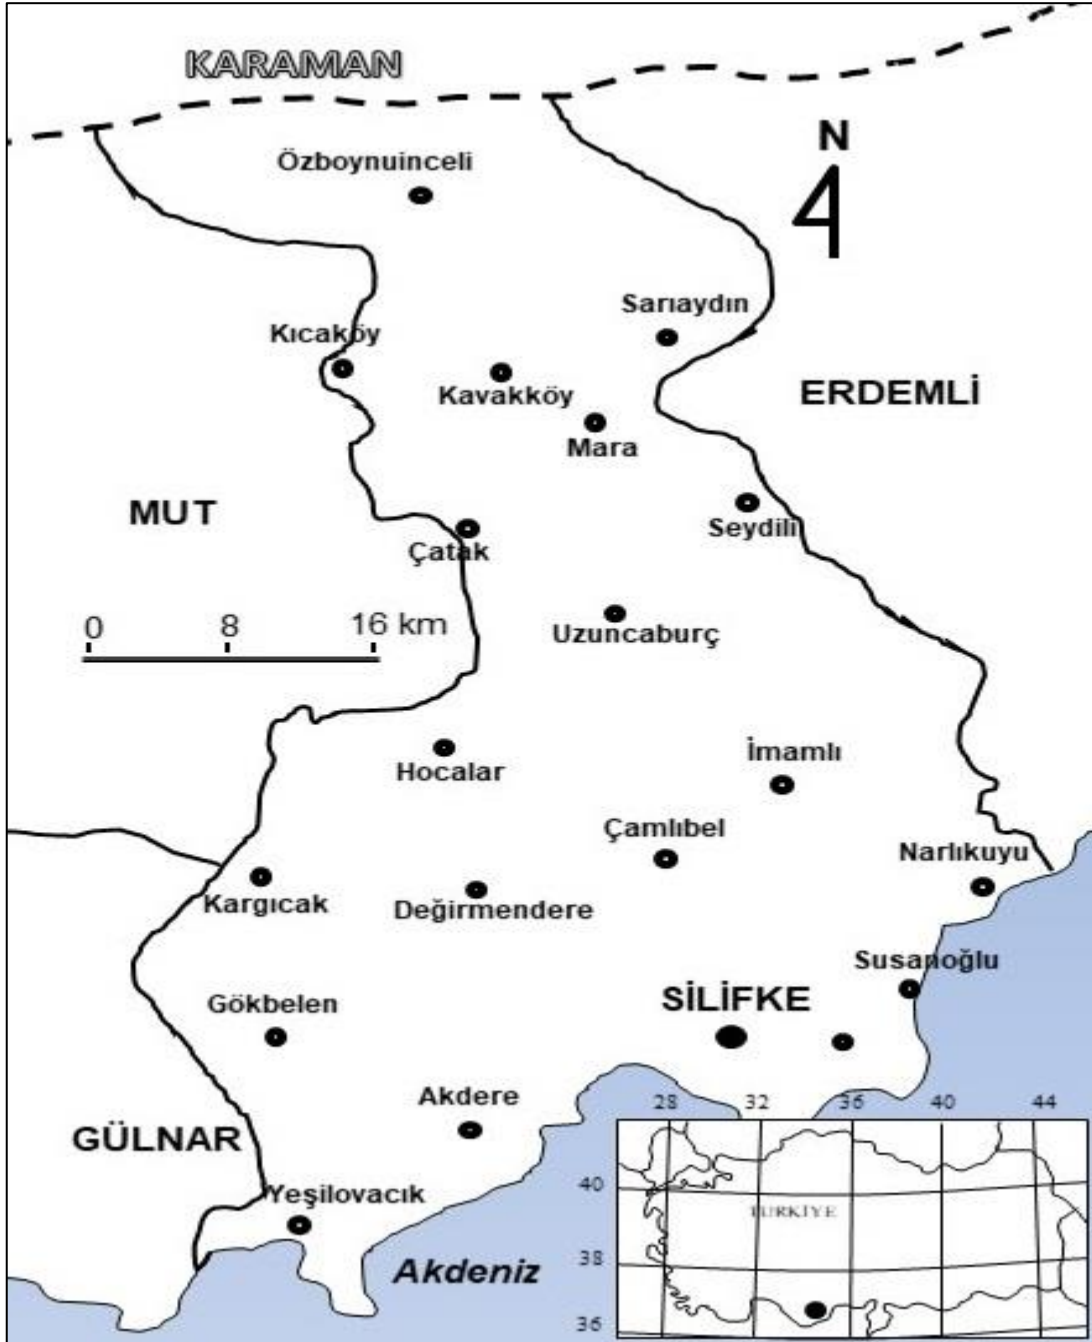 KARAMAN
N
Özboynuinceli
Sarıaydın
Kıcaköy
Kavakköy
ERDEMLİ
Mara
MUT
Seydili
Çatak
0 8 16 km
Uzuncaburç
Hocalar
İmamlı
Çamlıbel
Narlıkuyu
Kargıcak
Değirmendere
Susanoğlu
SİLİFKE
Gökbelen
Akdere
GÜLNAR
Yeşilovacık
Akdeniz
28 32 36 40 44
40
TÜRKİYE
38
36